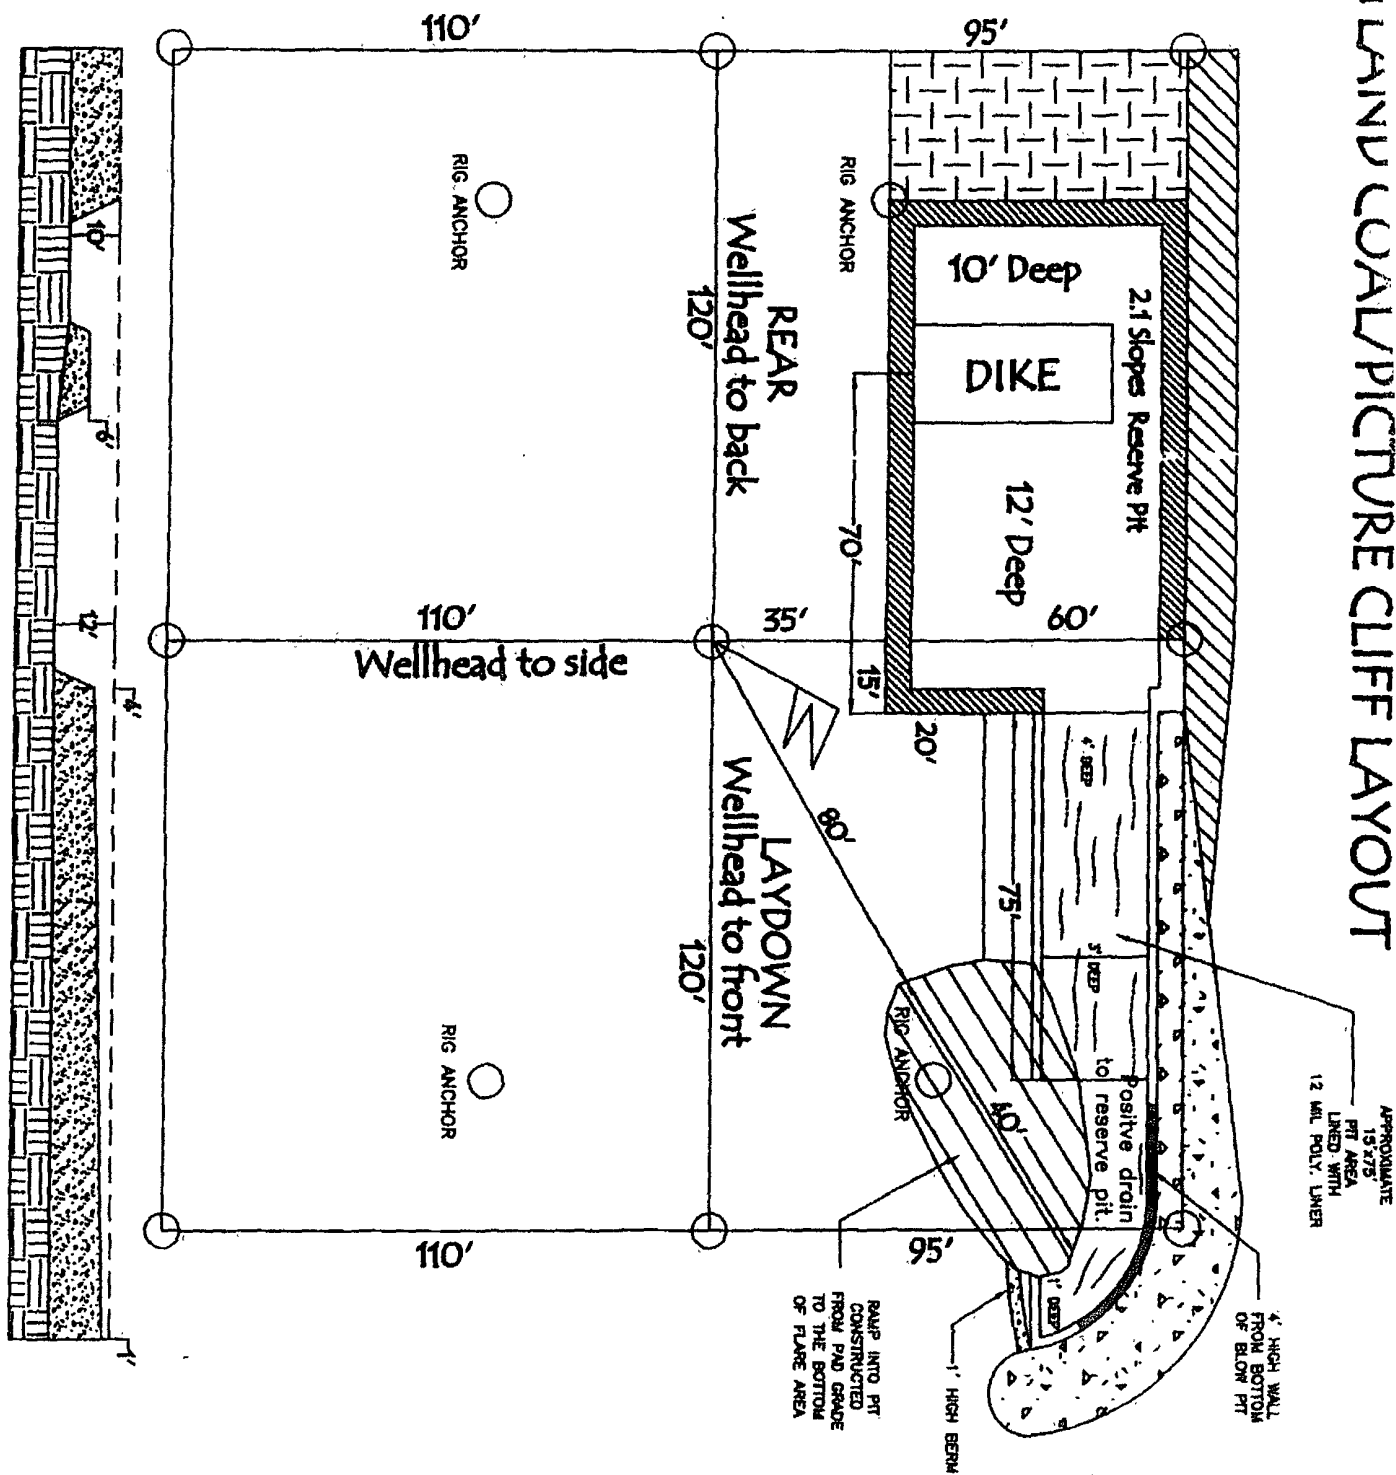 LAND COAL/PICTURE CLIFF LAYOUT
110'
95'
RIG ANCHOR
RIG ANCHOR
10' Deep
2:1 Slopes Reserve Pit
DIKE
12' Deep
REAR
Wellhead to back
120'
70'
110'
Wellhead to side
35'
60'
15'
20'
4' DEEP
80'
75'
3' DEEP
LAYDOWN
Wellhead to front
120'
RIG ANCHOR
RIG ANCHOR
40'
Positve drain
to
reserve pit.
1' DEEP
110'
95'
APPROXIMATE
15'x75'
PIT AREA
LINED WITH
12 MIL POLY. LINER
4' HIGH WALL
FROM BOTTOM
OF BLOW PIT
RAMP INTO PIT
CONSTRUCTED
FROM PAD GRADE
TO THE BOTTOM
OF FLARE AREA
1' HIGH BERM
10'
6'
12'
4'
1'